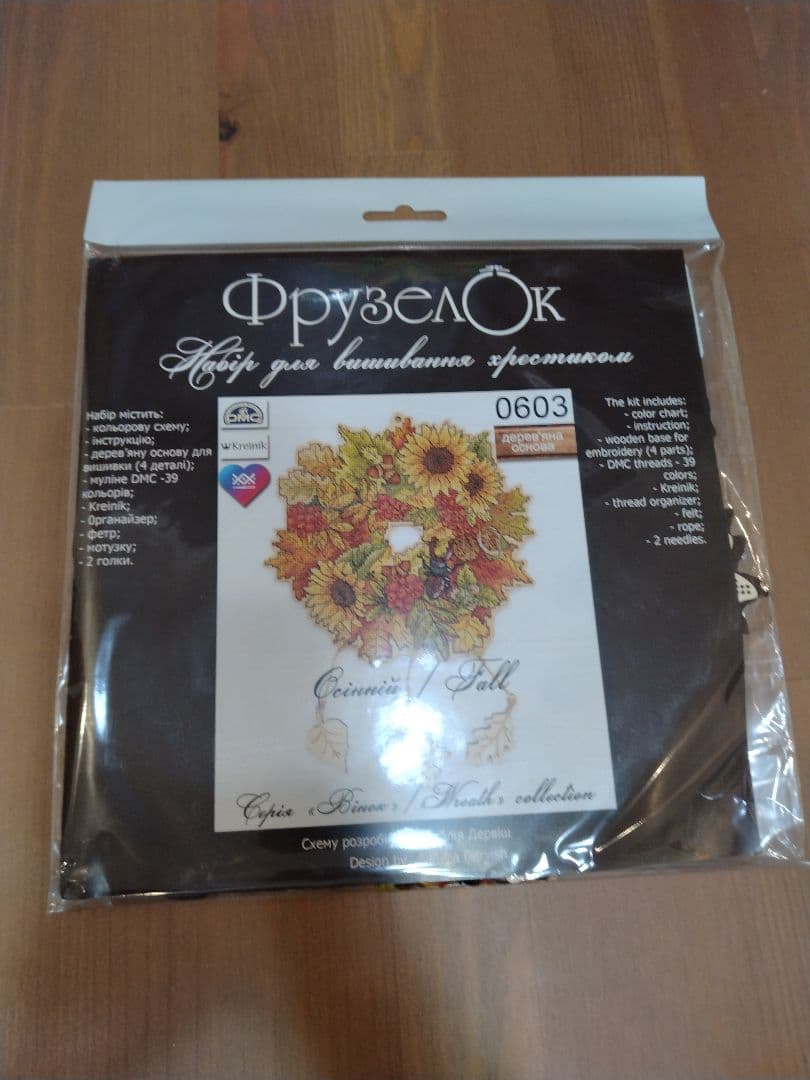 ФрузелОк
Набір для вишивання хрестиком
Набір містить:
- кольорову схему;
- інструкцію;
- дерев'яну основу для
вишивки (4 деталі);
- муліне DMC -39
кольорів;
- Kreinik;
- Органайзер;
- фетр;
- мотузку;
- 2 голки.
DMC
Kreinik
0603
дерев'яна
основа
The kit includes:
- color chart;
- instruction;
- wooden base for
embroidery (4 parts);
- DMC threads - 39
colors;
- Kreinik;
- thread organizer;
- felt;
- rope;
- 2 needles.
Осінній / Fall
Серія «Вінок» / Wreath» collection
Схему Дервіш
Design by